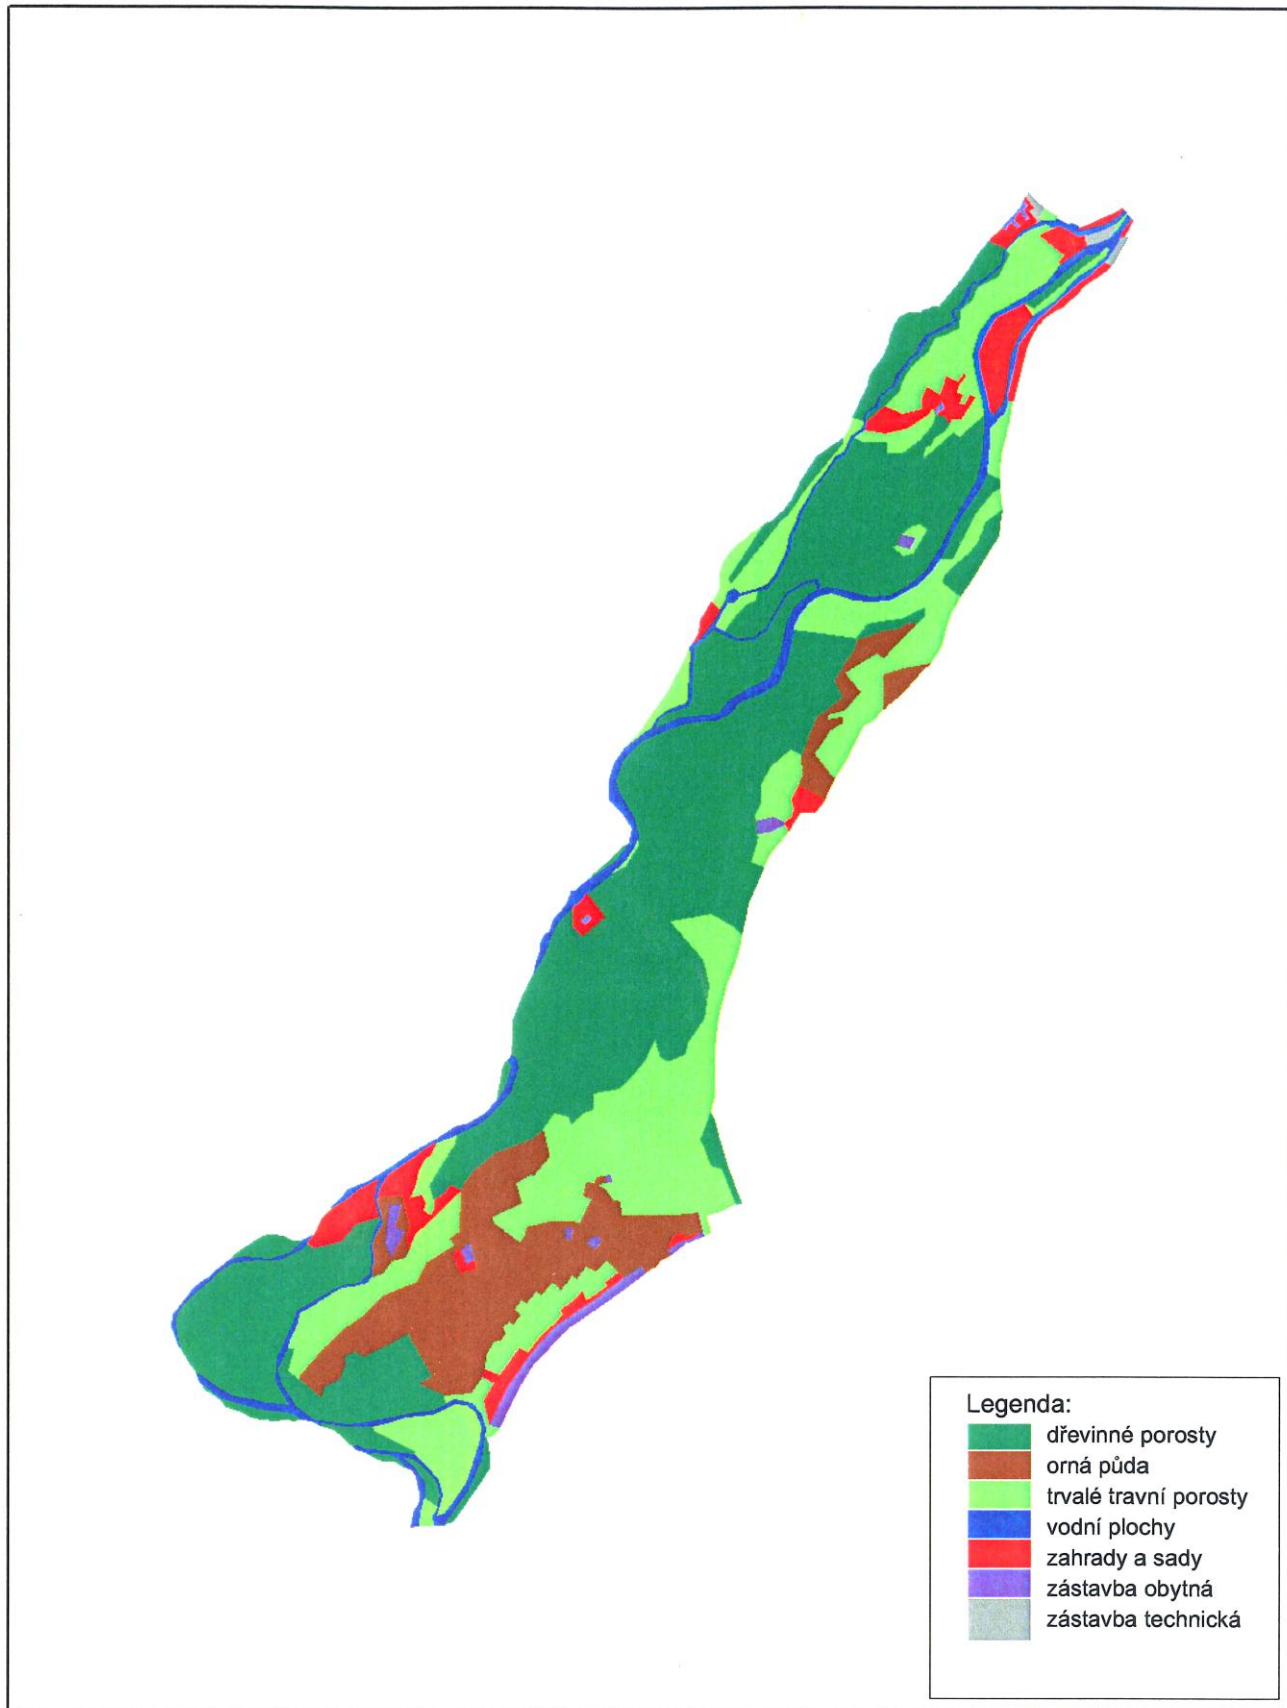 Legenda:
dřevinné porosty
orná půda
trvalé travní porosty
vodní plochy
zahrady a sady
zástavba obytná
zástavba technická